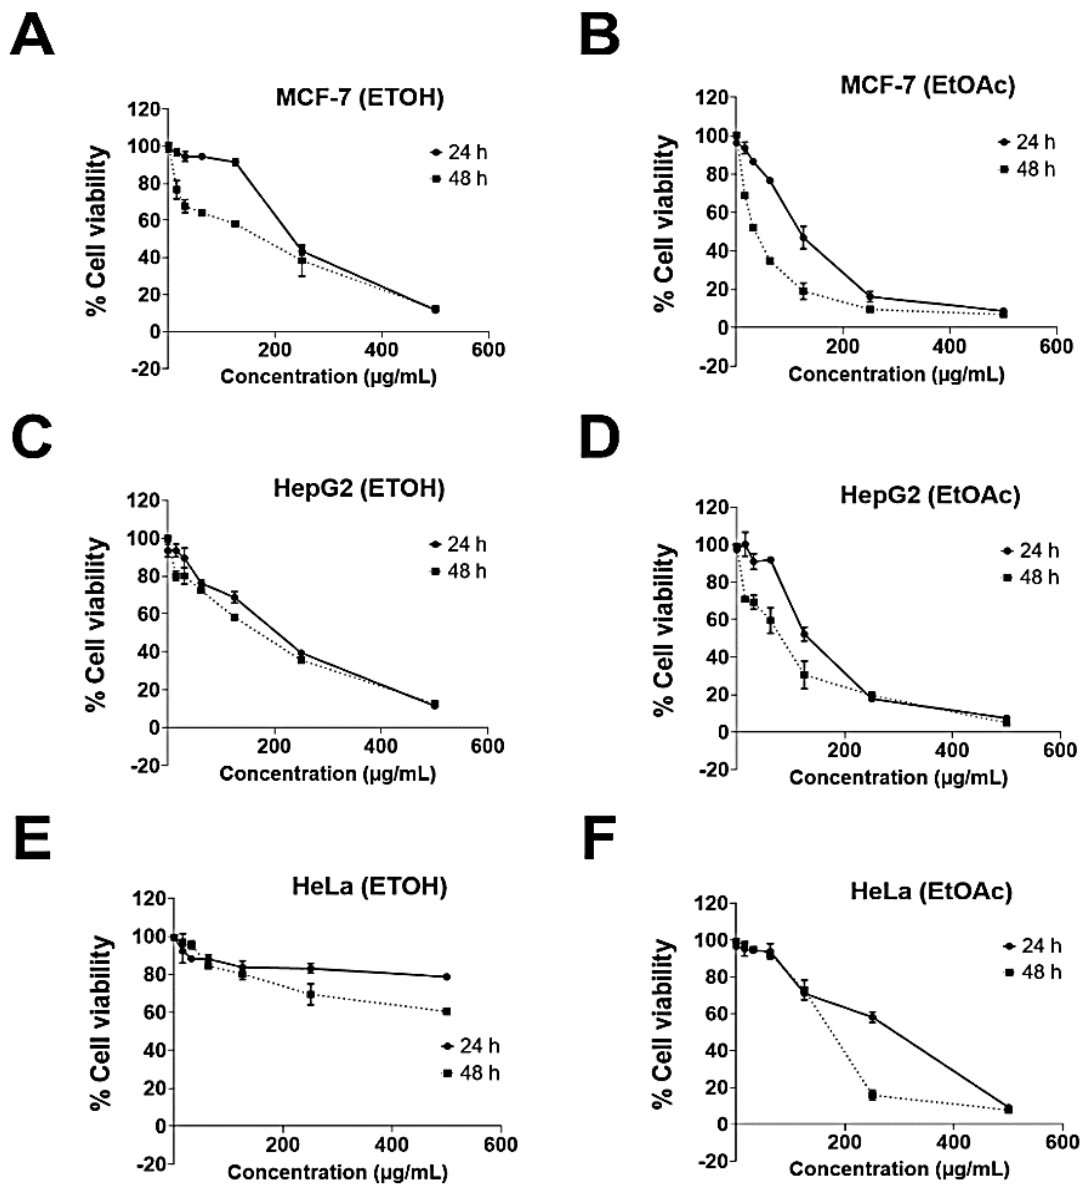 A
MCF-7 (ETOH)
120
100
80
60
40
20
0
-20
% Cell viability
24 h
48 h
200
400
600
Concentration (µg/mL)
B
MCF-7 (EtOAc)
120
100
80
60
40
20
0
-20
% Cell viability
24 h
48 h
200
400
600
Concentration (µg/mL)
C
HepG2 (ETOH)
120
100
80
60
40
20
0
-20
% Cell viability
24 h
48 h
200
400
600
Concentration (µg/mL)
D
HepG2 (EtOAc)
120
100
80
60
40
20
0
-20
% Cell viability
24 h
48 h
200
400
600
Concentration (µg/mL)
E
HeLa (ETOH)
120
100
80
60
40
20
0
-20
% Cell viability
24 h
48 h
200
400
600
Concentration (µg/mL)
F
HeLa (EtOAc)
120
100
80
60
40
20
0
-20
% Cell viability
24 h
48 h
200
400
600
Concentration (µg/mL)